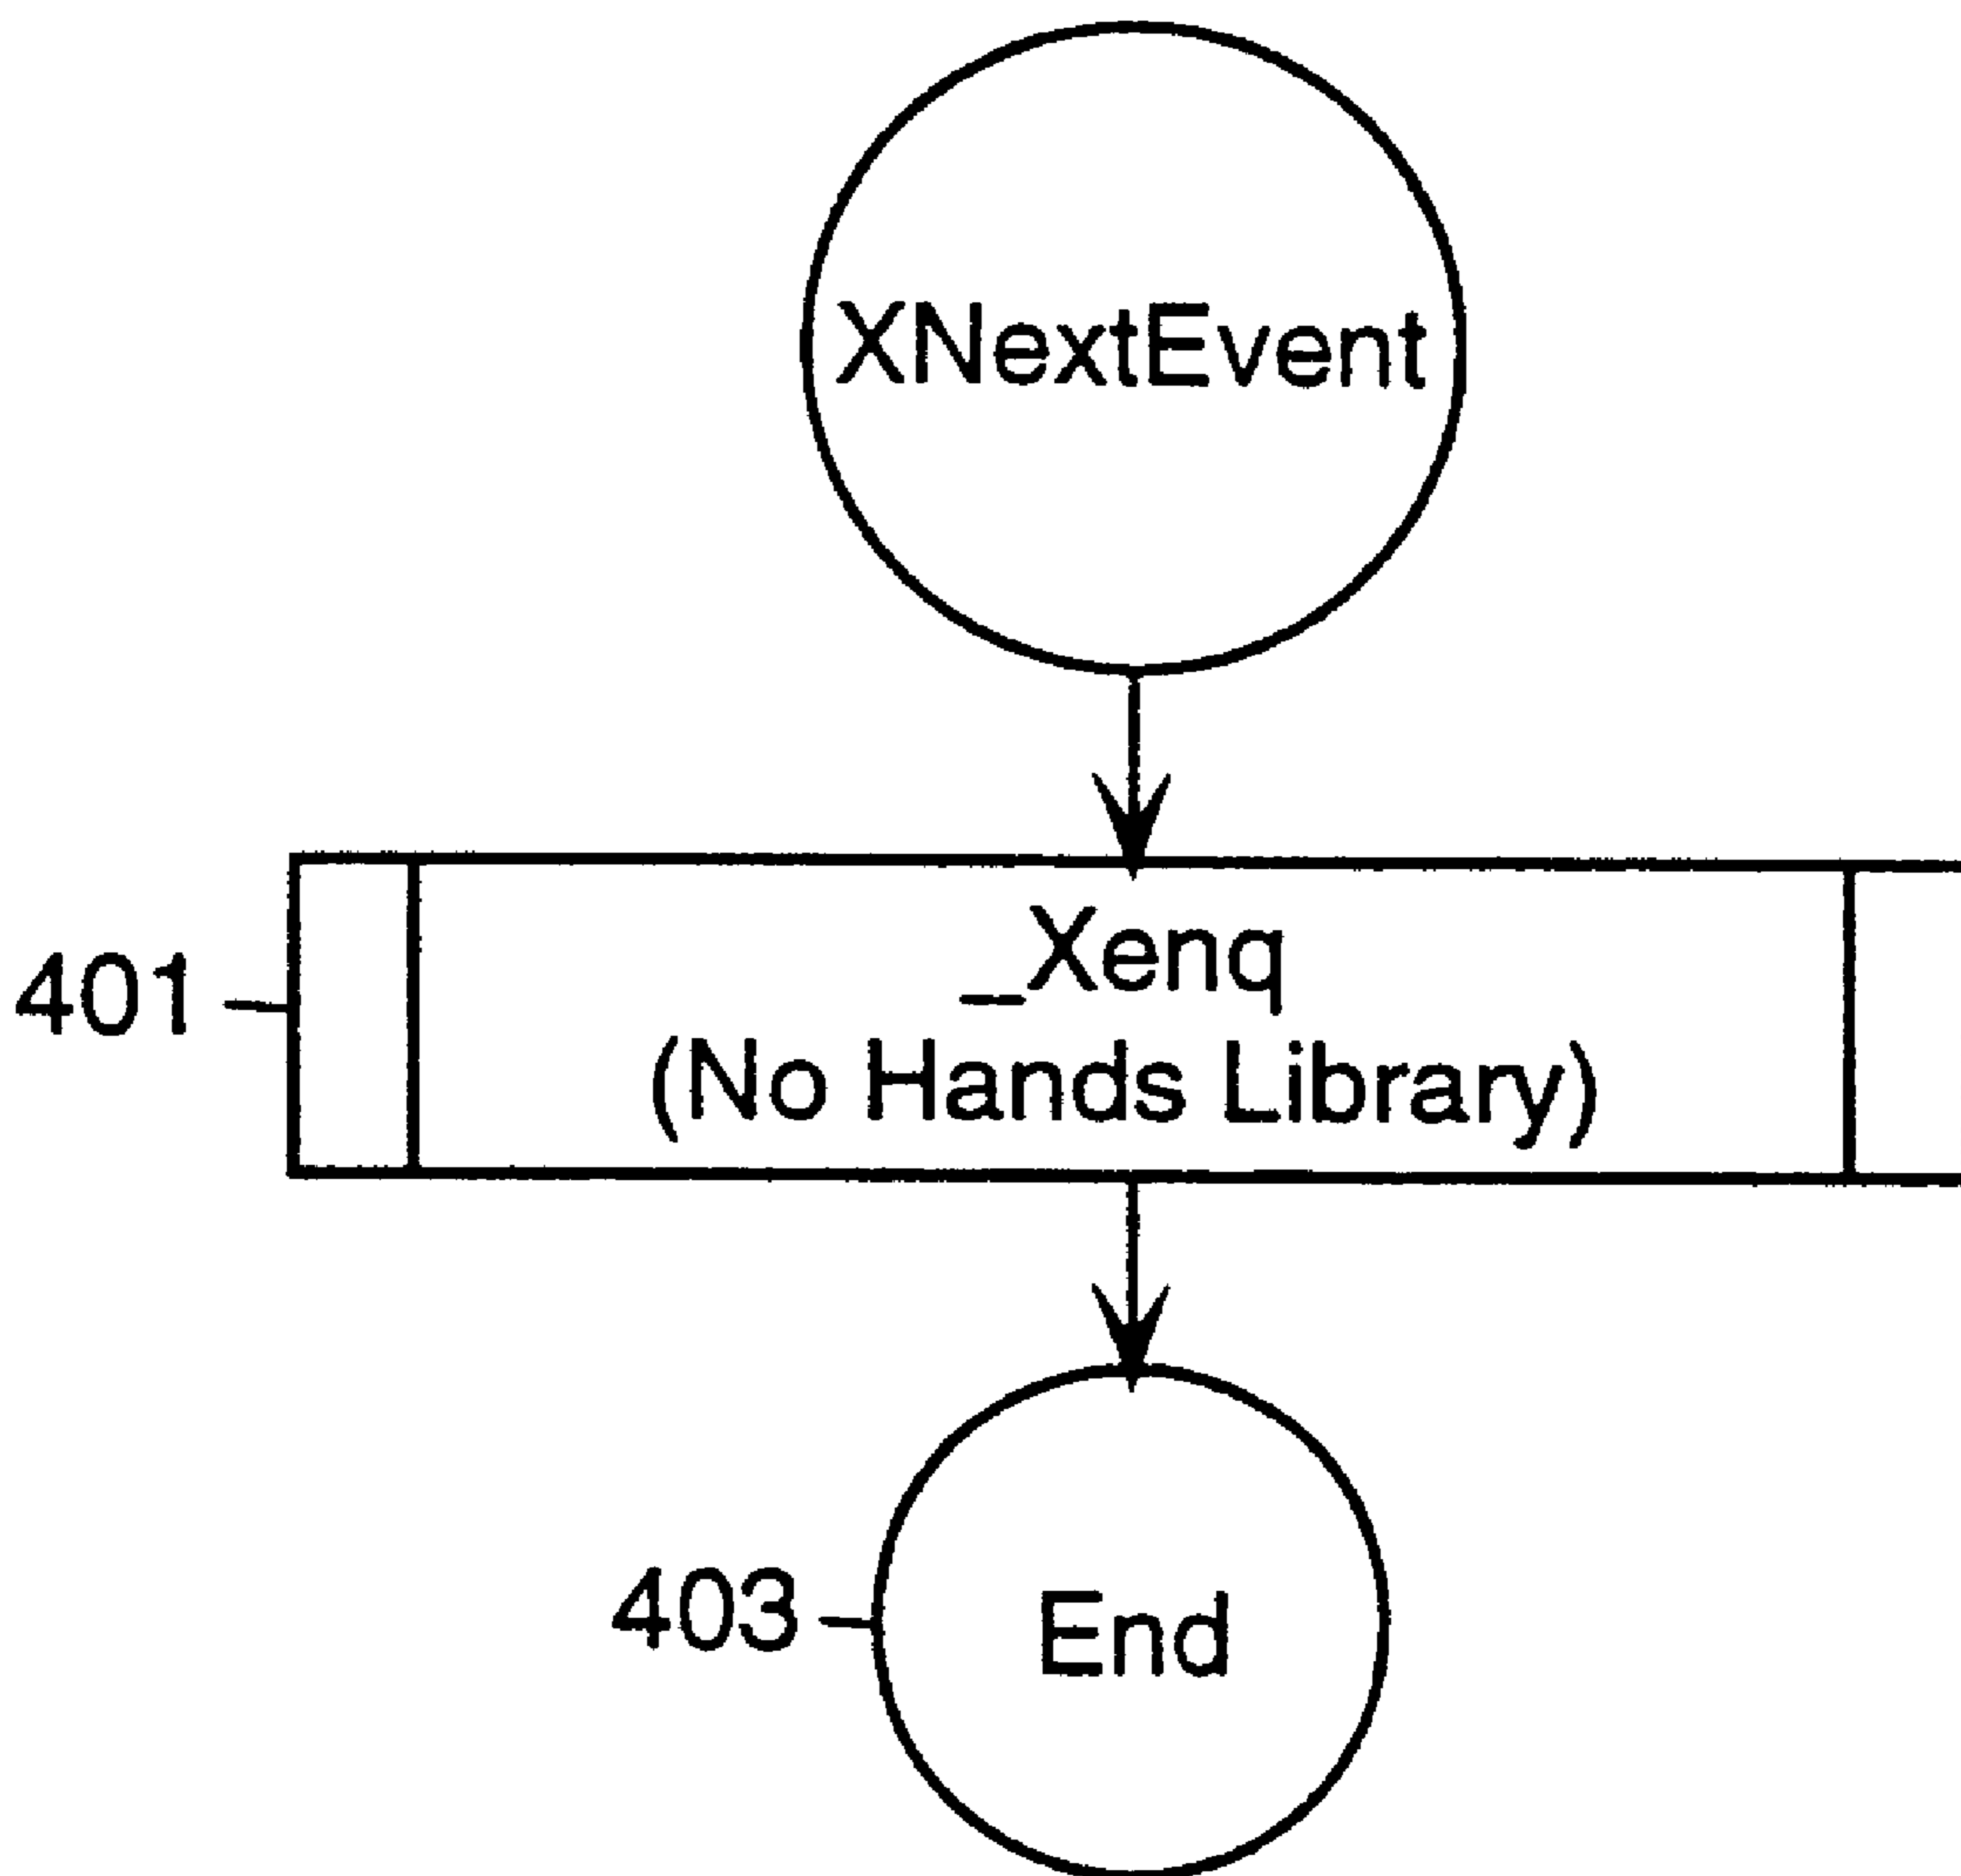 XNextEvent
401
_Xenq
(No Hands Library)
403
End